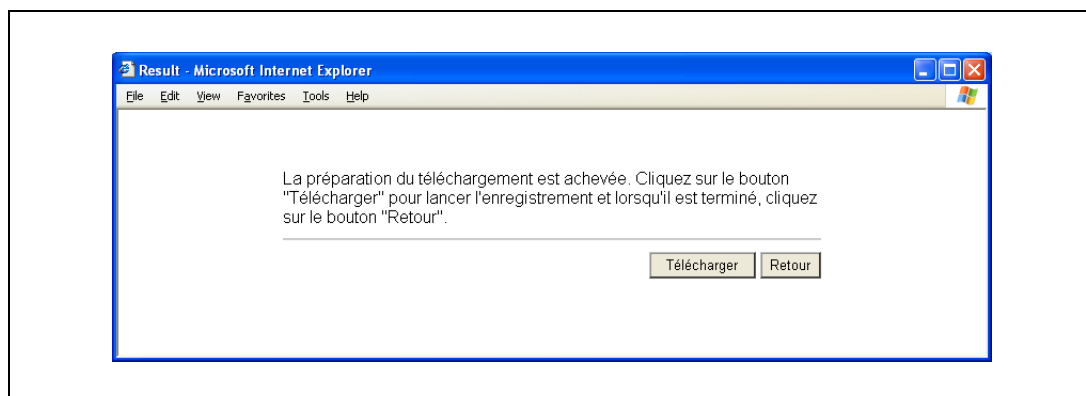 Result - Microsoft Internet Explorer
File Edit View Favorites Tools Help
La préparation du téléchargement est achevée. Cliquez sur le bouton
"Télécharger" pour lancer l'enregistrement et lorsqu'il est terminé, cliquez
sur le bouton "Retour".
Télécharger Retour